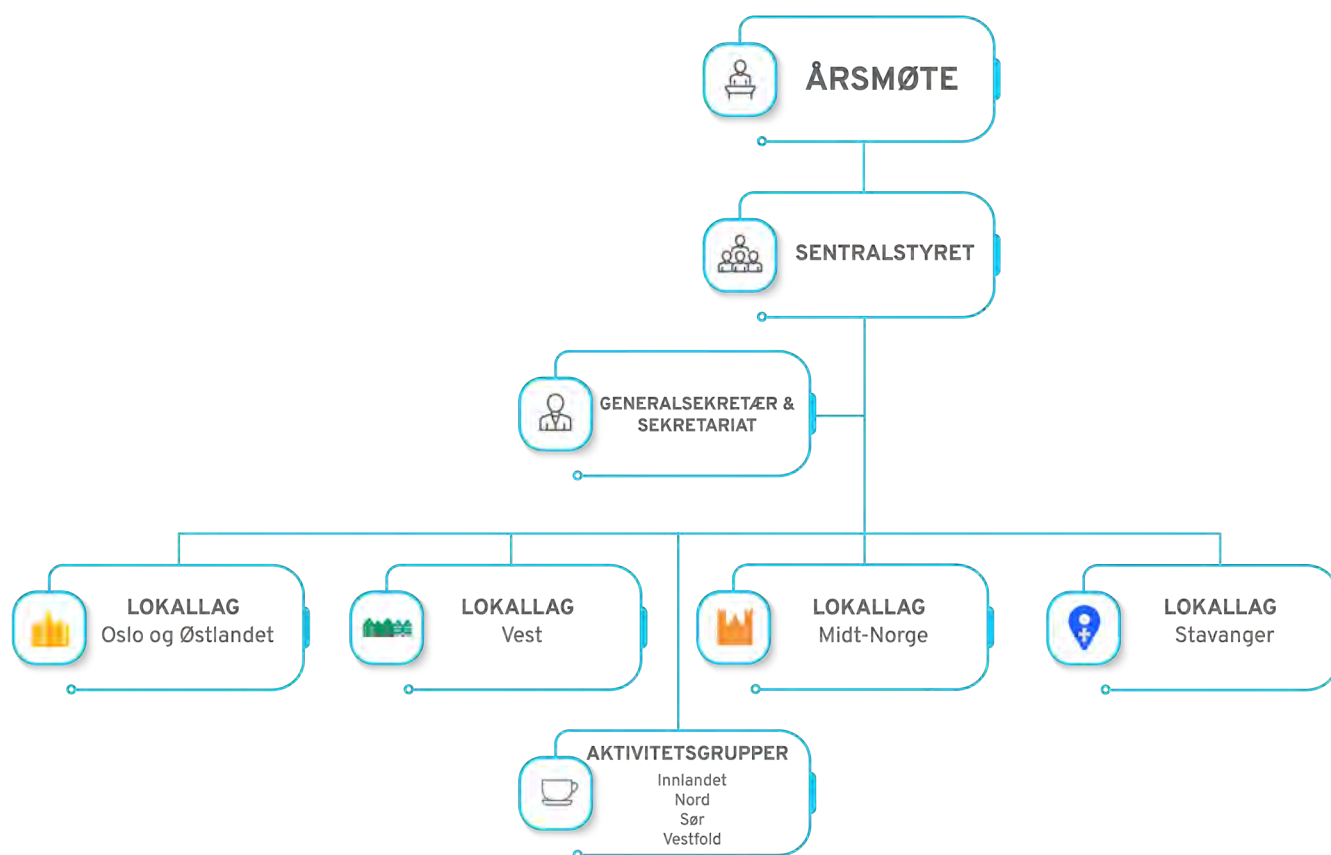 ÅRSMØTE
SENTRALSTYRET
GENERALSEKRETÆR &
SEKRETARIAT
LOKALLAG
Oslo og Østlandet
LOKALLAG
Vest
LOKALLAG
Midt-Norge
LOKALLAG
Stavanger
AKTIVITETSGRUPPER
Innlandet
Nord
Sør
Vestfold